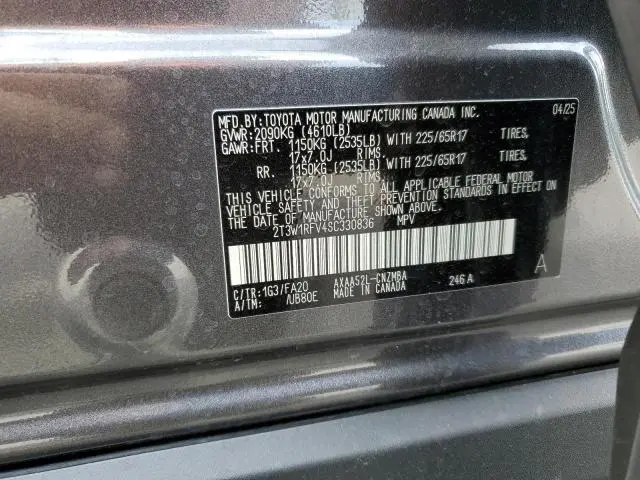 MFD.BY:TOYOTA MOTOR MANUFACTURING CANADA INC. 04/25
GVWR:2090KG (4610LB)
GAWR:FRT. 1150KG (2535LB) WITH 225/65R17 TIRES,
17x7.0J RIMS
RR. 1150KG (2535LB) WITH 225/65R17 TIRES,
17x7.0J RIMS
THIS VEHICLE CONFORMS TO ALL APPLICABLE FEDERAL MOTOR
VEHICLE SAFETY AND THEFT PREVENTION STANDARDS IN EFFECT ON
THE DATE OF MANUFACTURE SHOWN ABOVE.
2T3W1RFV4SC330836 MPV
A
C/TR:1G3/FA20 AXAA52L-CNZMBA 246A
A/TM: /UB80E MADE IN CANADA